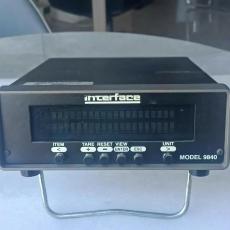 interface
ITEM TARE RESET VIEW UNIT
< + − ENTER ESC >
MODEL 9840